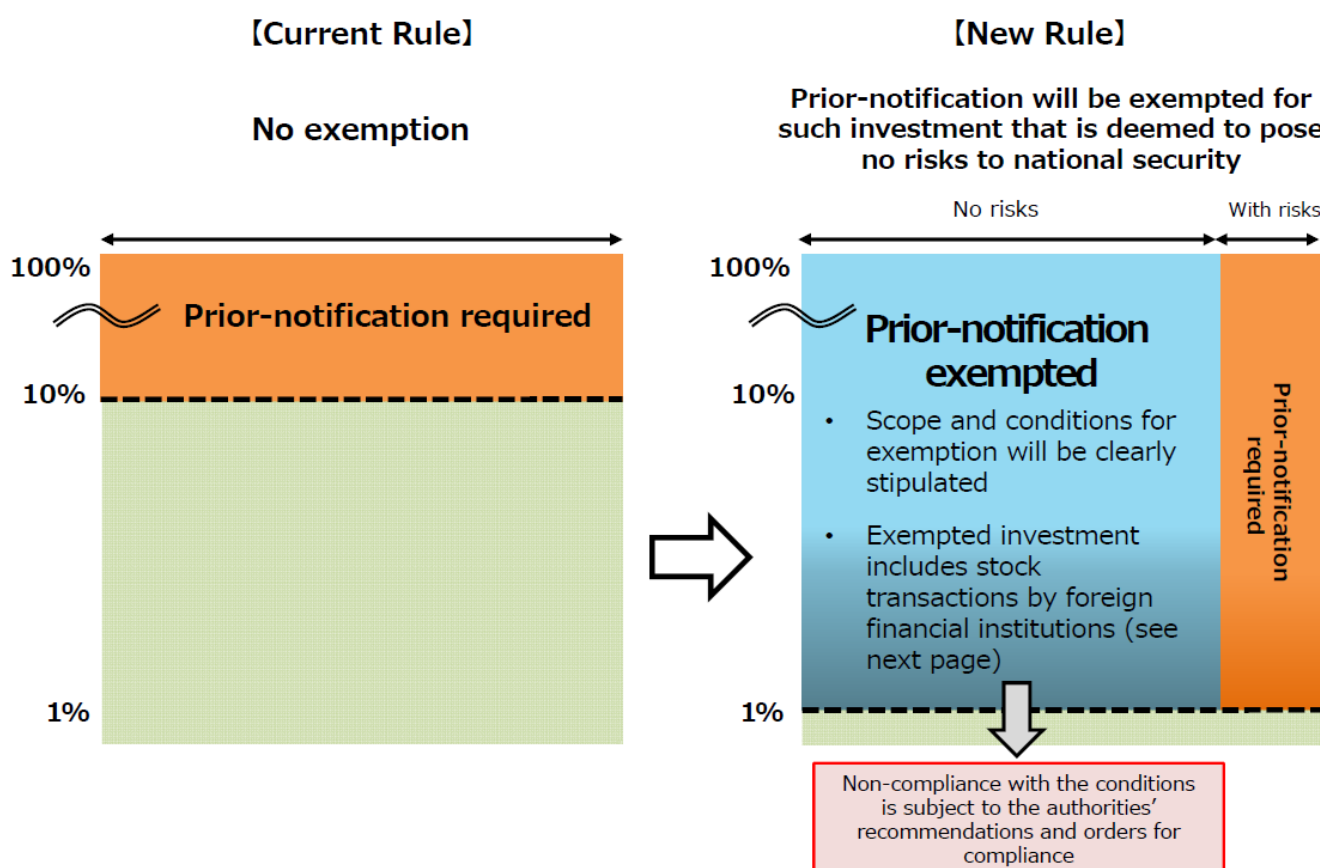 【Current Rule】
No exemption
100%
Prior-notification required
10%
1%
【New Rule】
Prior-notification will be exempted for
such investment that is deemed to pose
no risks to national security
No risks
With risks
100%
Prior-notification
exempted
10%
• Scope and conditions for
exemption will be clearly
stipulated
• Exempted investment
includes stock
transactions by foreign
financial institutions (see
next page)
Prior-notification
required
1%
Non-compliance with the conditions
is subject to the authorities’
recommendations and orders for
compliance